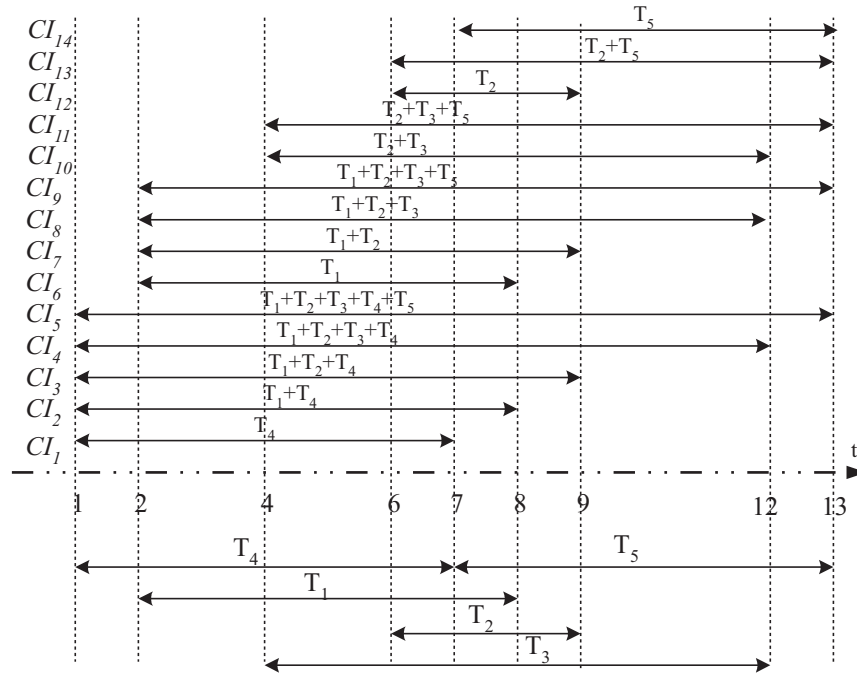 CI₁₄ T₅
CI₁₃ T₂+T₅
CI₁₂ T₂
CI₁₁ T₂+T₃+T₅
CI₁₀ T₂+T₃
CI₉ T₁+T₂+T₃+T₅
CI₈ T₁+T₂+T₃
CI₇ T₁+T₂
CI₆ T₁
CI₅ T₁+T₂+T₃+T₄+T₅
CI₄ T₁+T₂+T₃+T₄
CI₃ T₁+T₂+T₄
CI₂ T₁+T₄
CI₁ T₄
t
1 2 4 6 7 8 9 12 13
T₄ T₅
T₁
T₂
T₃